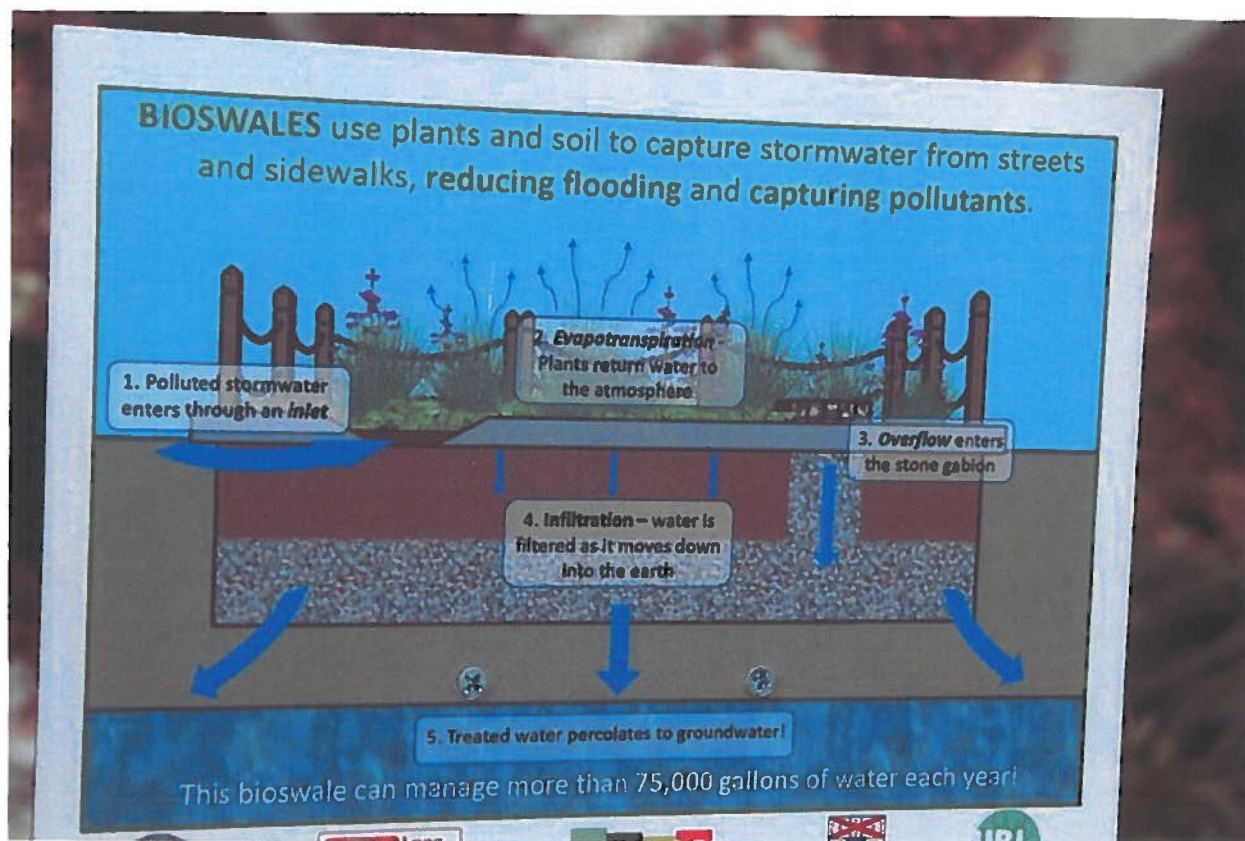 BIOSWALES use plants and soil to capture stormwater from streets
and sidewalks, reducing flooding and capturing pollutants.
2. Evapotranspiration -
Plants return water to
the atmosphere
1. Polluted stormwater
enters through an inlet
3. Overflow enters
the stone gabion
4. Infiltration – water is
filtered as it moves down
into the earth
5. Treated water percolates to groundwater!
This bioswale can manage more than 75,000 gallons of water each year!